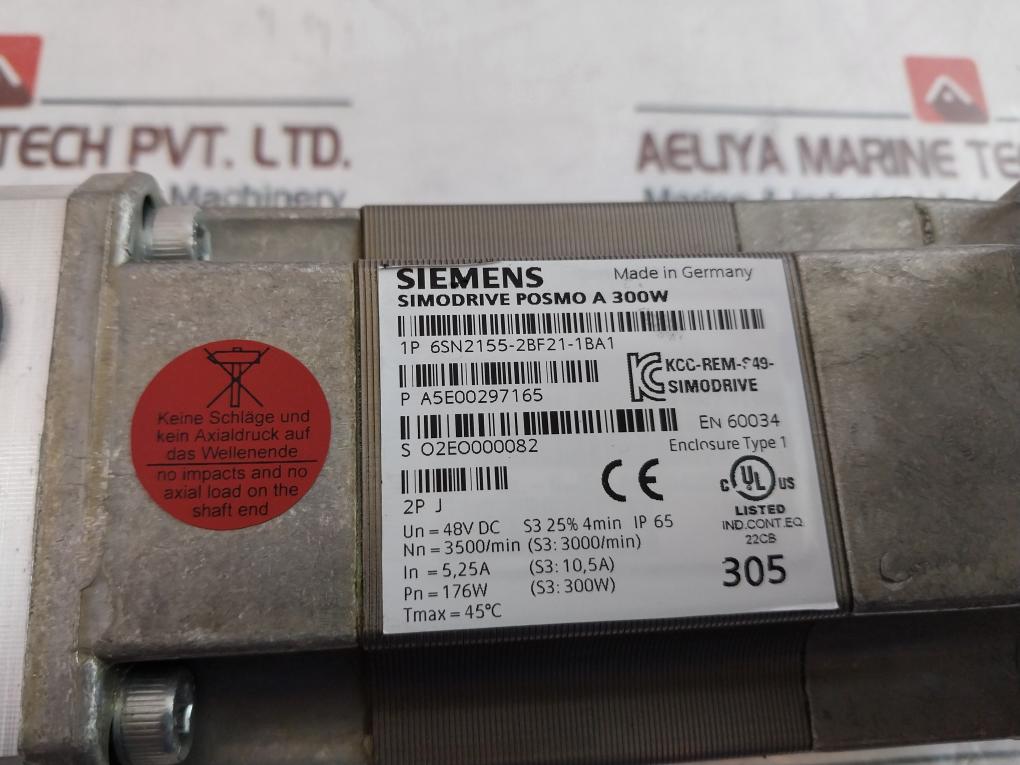 TECH PVT. LTD.
Machinery
AELIYA MARINE TE
SIEMENS
Made in Germany
SIMODRIVE POSMO A 300W
1P 6SN2155-2BF21-1BA1
P A5E00297165
KCC-REM-S49-
SIMODRIVE
S O2E0000082
EN 60034
Enclosure Type 1
2P J
CE
C UL US
LISTED
IND.CONT.EQ.
22CB
305
Un = 48V DC S3 25% 4min IP 65
Nn = 3500/min (S3: 3000/min)
In = 5,25A (S3: 10,5A)
Pn = 176W (S3: 300W)
Tmax = 45°C
Keine Schläge und
kein Axialdruck auf
das Wellenende
no impacts and no
axial load on the
shaft end